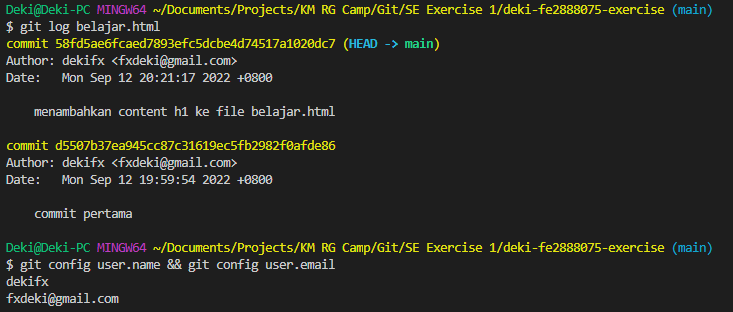 Deki@Deki-PC MINGW64 ~/Documents/Projects/KM RG Camp/Git/SE Exercise 1/deki-fe2888075-exercise (main)
$ git log belajar.html
commit 58fd5ae6fcaed7893efc5dcbe4d74517a1020dc7 (HEAD -> main)
Author: dekifx <fxdeki@gmail.com>
Date:   Mon Sep 12 20:21:17 2022 +0800
    menambahkan content h1 ke file belajar.html
commit d5507b37ea945cc87c31619ec5fb2982f0afde86
Author: dekifx <fxdeki@gmail.com>
Date:   Mon Sep 12 19:59:54 2022 +0800
    commit pertama
Deki@Deki-PC MINGW64 ~/Documents/Projects/KM RG Camp/Git/SE Exercise 1/deki-fe2888075-exercise (main)
$ git config user.name && git config user.email
dekifx
fxdeki@gmail.com